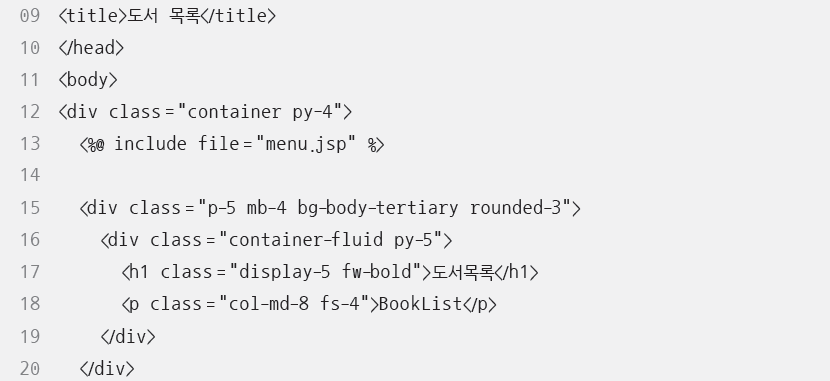 09 <title>도서 목록</title>
10 </head>
11 <body>
12 <div class="container py-4">
13   <%@ include file="menu.jsp" %>
14
15   <div class="p-5 mb-4 bg-body-tertiary rounded-3">
16     <div class="container-fluid py-5">
17       <h1 class="display-5 fw-bold">도서목록</h1>
18       <p class="col-md-8 fs-4">BookList</p>
19     </div>
20   </div>